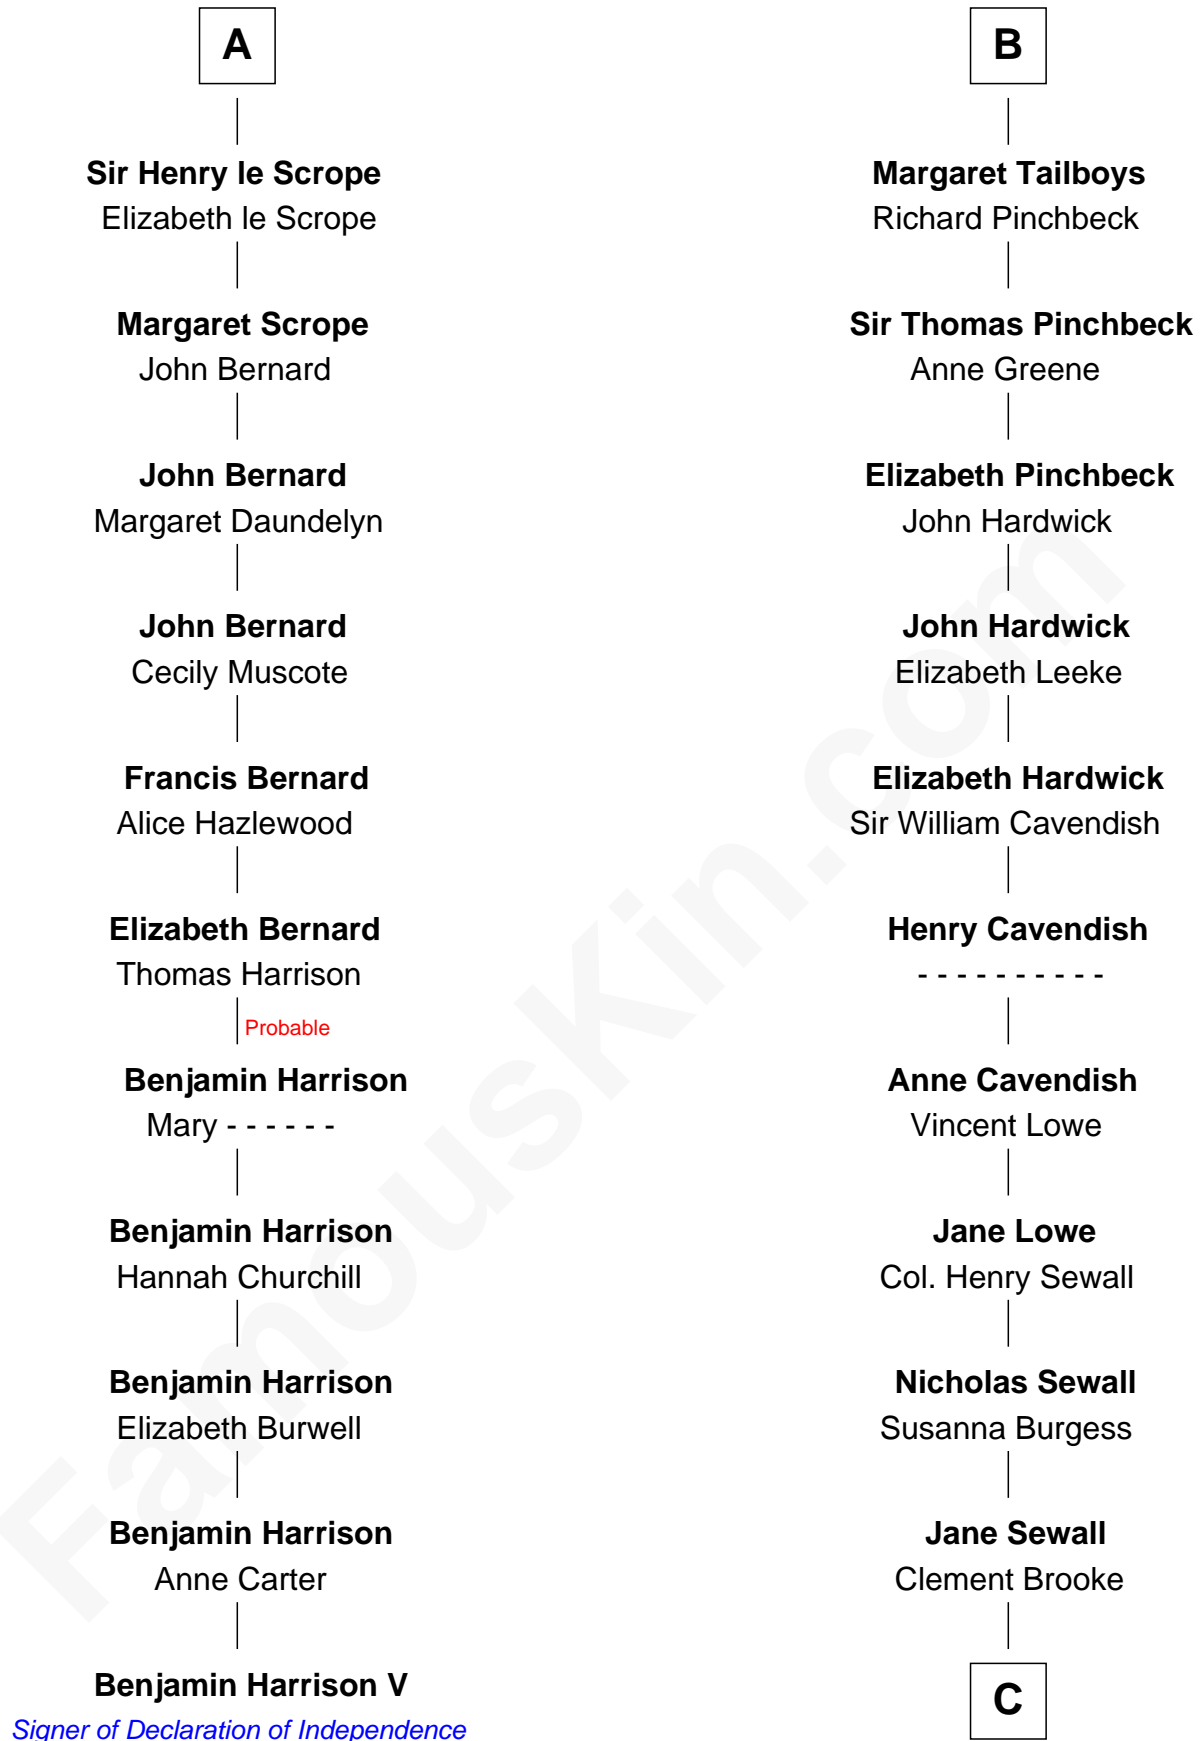 A
Sir Henry le Scrope
Elizabeth le Scrope
Margaret Scrope
John Bernard
John Bernard
Margaret Daundelyn
John Bernard
Cecily Muscote
Francis Bernard
Alice Hazlewood
Elizabeth Bernard
Thomas Harrison
Probable
Benjamin Harrison
Mary - - - - - -
Benjamin Harrison
Hannah Churchill
Benjamin Harrison
Elizabeth Burwell
Benjamin Harrison
Anne Carter
Benjamin Harrison V
Signer of Declaration of Independence
B
Margaret Tailboys
Richard Pinchbeck
Sir Thomas Pinchbeck
Anne Greene
Elizabeth Pinchbeck
John Hardwick
John Hardwick
Elizabeth Leeke
Elizabeth Hardwick
Sir William Cavendish
Henry Cavendish
- - - - - - - - - -
Anne Cavendish
Vincent Lowe
Jane Lowe
Col. Henry Sewall
Nicholas Sewall
Susanna Burgess
Jane Sewall
Clement Brooke
C
FamousKin.com